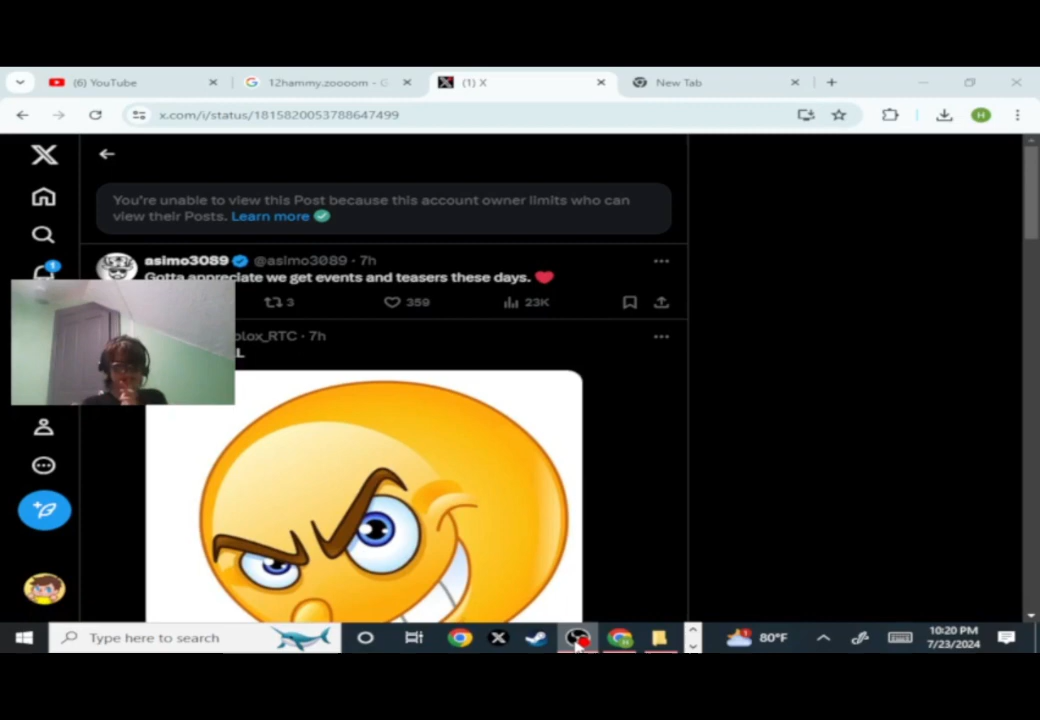 (6) YouTube
12hammy.zoooom - G
(1) X
New Tab
x.com/i/status/1815820053788647499
H
You're unable to view this Post because this account owner limits who can
view their Posts. Learn more
asimo3089 @asimo3089 · 7h
Gotta appreciate we get events and teasers these days. ❤️
3 359 23K
1
blox_RTC · 7h
L
Type here to search
80°F
10:20 PM
7/23/2024